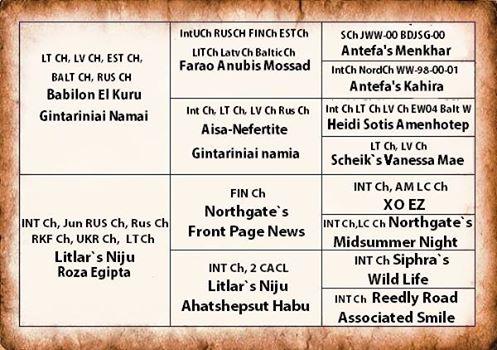 LT CH, LV CH, EST CH,
BALT CH, RUS CH
Babilon El Kuru
Gintariniai Namai
INT CH, Jun RUS Ch, Rus Ch
RKF CH, UKR CH, LT Ch
Litlar`s Niju
Roza Egipta
IntUCh RUSCH FINCh ESTCh
LITCh LatvCh BalticCh
Farao Anubis Mossad
Int Ch, LT CH, LV Ch Rus Ch
Aisa-Nefertite
Gintariniai namia
FIN Ch
Northgate`s
Front Page News
INT Ch, 2 CACL
Litlar`s Niju
Ahatshepsut Habu
SCh JWW-00 BDJSG-00
Antefa's Menkhar
IntCh NordCh WW-98-00-01
Antefa's Kahira
Int Ch LT Ch LV Ch EW04 Balt W
Heidi Sotis Amenhotep
LT Ch, LV Ch
Scheik`s Vanessa Mae
INT Ch, AM LC Ch
XO EZ
INT Ch,LC Ch Northgate`s
Midsummer Night
INT Ch Siphra`s
Wild Life
INT Ch Reedly Road
Associated Smile